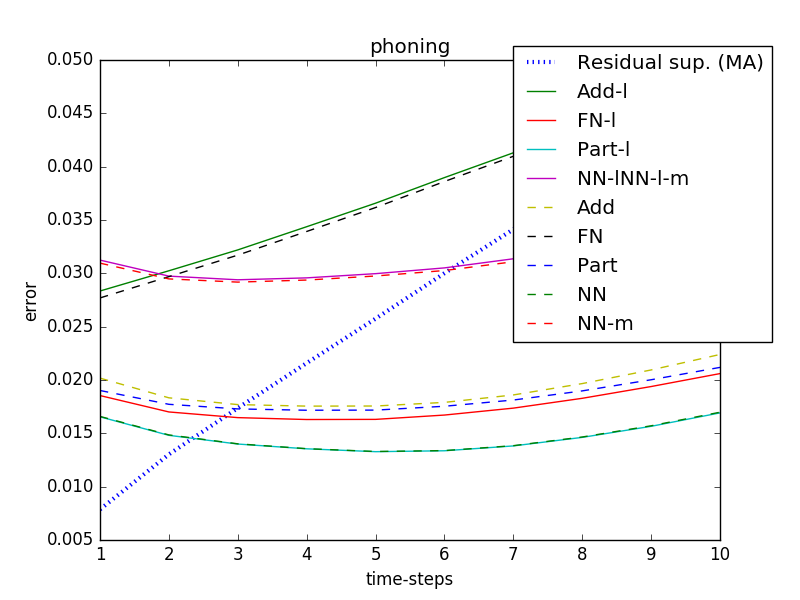 phoning
0.050
0.045
0.040
0.035
0.030
0.025
0.020
0.015
0.010
0.005
error
1 2 3 4 5 6 7 8 9 10
time-steps
Residual sup. (MA)
Add-l
FN-l
Part-l
NN-lNN-l-m
Add
FN
Part
NN
NN-m